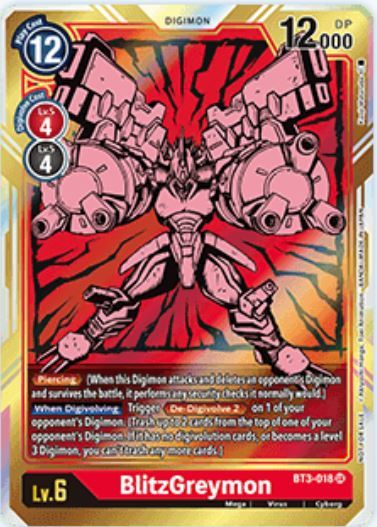 DIGIMON
Play Cost
12
12000
DP
Digivolve Cost
Lv.5
4
Lv.5
4
Piercing [When this Digimon attacks and deletes an opponent's Digimon
and survives the battle, it performs any security checks it normally would.]
When Digivolving Trigger De-Digivolve 2 on 1 of your
opponent's Digimon. [Trash up to 2 cards from the top of one of your
opponent's Digimon. If it has no digivolution cards, or becomes a level
3 Digimon, you can't trash any more cards.]
BT3-018 SR
Lv.6
BlitzGreymon
Mega | Virus | Cyborg